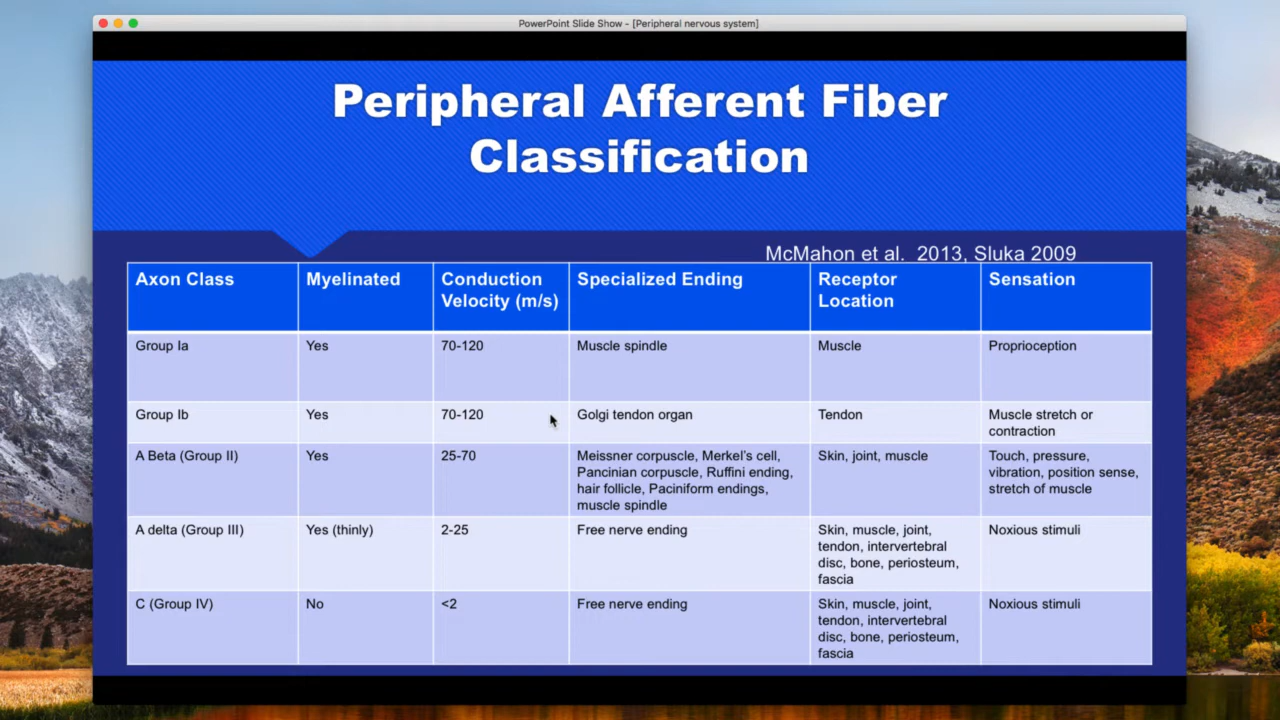 PowerPoint Slide Show - [Peripheral nervous system]
Peripheral Afferent Fiber
Classification
McMahon et al.  2013, Sluka 2009
Axon Class
Myelinated
Conduction
Velocity (m/s)
Specialized Ending
Receptor
Location
Sensation
Group Ia
Yes
70-120
Muscle spindle
Muscle
Proprioception
Group Ib
Yes
70-120
Golgi tendon organ
Tendon
Muscle stretch or
contraction
A Beta (Group II)
Yes
25-70
Meissner corpuscle, Merkel's cell,
Pancinian corpuscle, Ruffini ending,
hair follicle, Paciniform endings,
muscle spindle
Skin, joint, muscle
Touch, pressure,
vibration, position sense,
stretch of muscle
A delta (Group III)
Yes (thinly)
2-25
Free nerve ending
Skin, muscle, joint,
tendon, intervertebral
disc, bone, periosteum,
fascia
Noxious stimuli
C (Group IV)
No
<2
Free nerve ending
Skin, muscle, joint,
tendon, intervertebral
disc, bone, periosteum,
fascia
Noxious stimuli